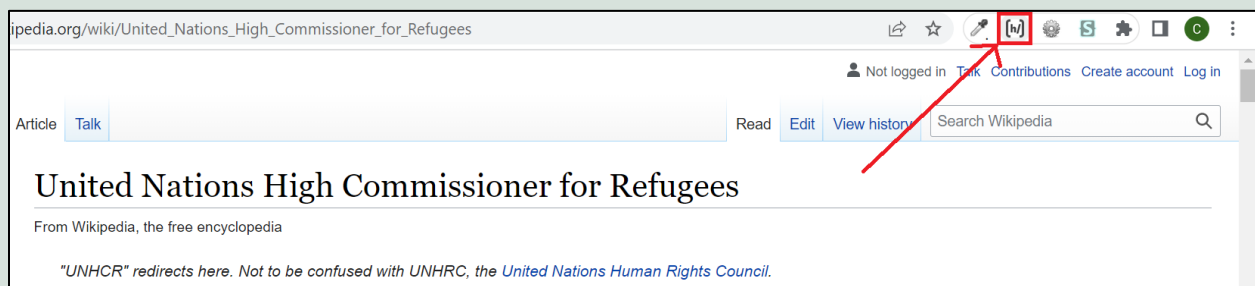 ipedia.org/wiki/United_Nations_High_Commissioner_for_Refugees
[h/]
S
C
Not logged in Talk Contributions Create account Log in
Article Talk Read Edit View history Search Wikipedia
United Nations High Commissioner for Refugees
From Wikipedia, the free encyclopedia
"UNHCR" redirects here. Not to be confused with UNHRC, the United Nations Human Rights Council.